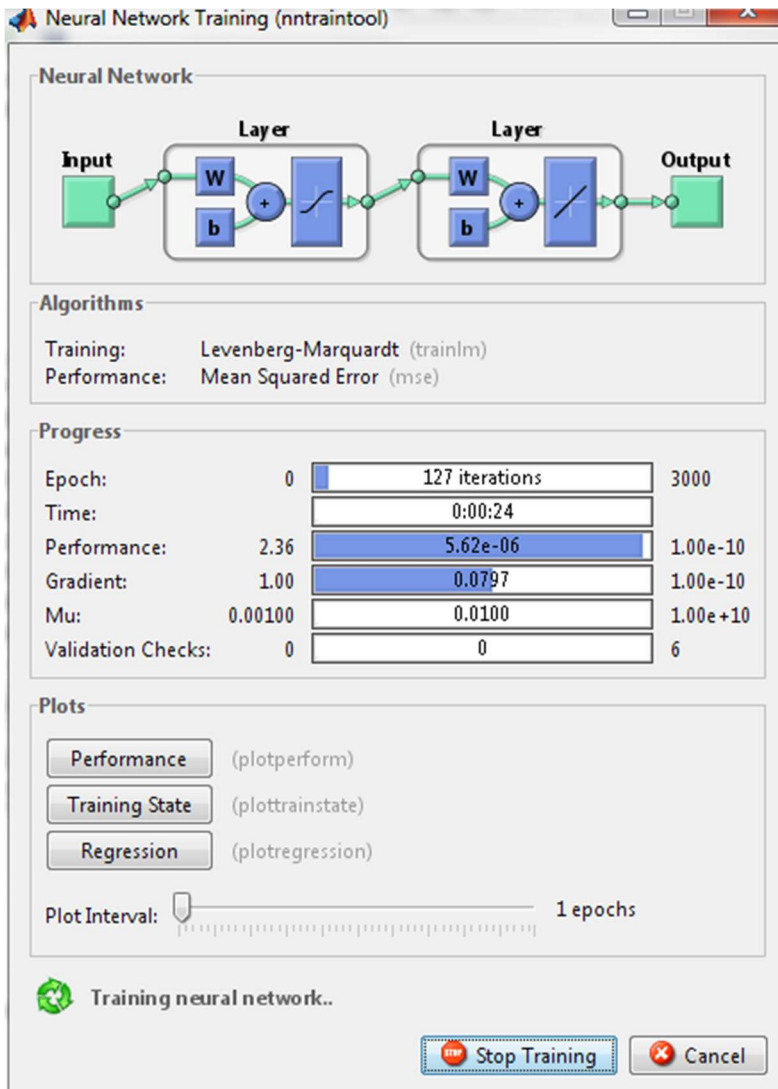 Neural Network Training (nntraintool)
Neural Network
Layer Layer
Input Output
W W
+ +
b b
Algorithms
Training: Levenberg-Marquardt (trainlm)
Performance: Mean Squared Error (mse)
Progress
Epoch: 0 127 iterations 3000
Time: 0:00:24
Performance: 2.36 5.62e-06 1.00e-10
Gradient: 1.00 0.0797 1.00e-10
Mu: 0.00100 0.0100 1.00e+10
Validation Checks: 0 0 6
Plots
Performance (plotperform)
Training State (plottrainstate)
Regression (plotregression)
Plot Interval: 1 epochs
Training neural network..
STOP Stop Training Cancel